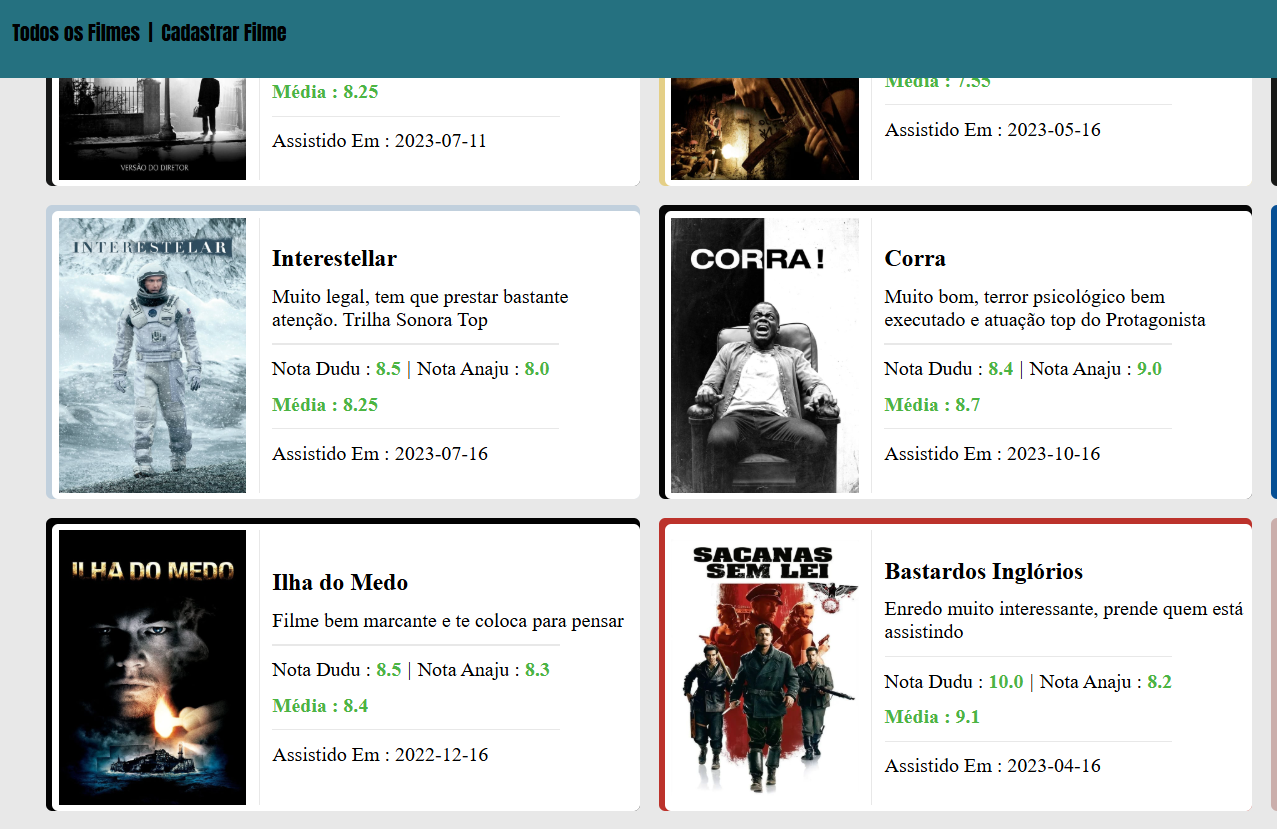 Todos os Filmes | Cadastrar Filme
Média : 8.25
Assistido Em : 2023-07-11
VERSÃO DO DIRETOR
Média : 7.55
Assistido Em : 2023-05-16
INTERESTELAR
Interestellar
Muito legal, tem que prestar bastante
atenção. Trilha Sonora Top
Nota Dudu : 8.5 | Nota Anaju : 8.0
Média : 8.25
Assistido Em : 2023-07-16
CORRA!
Corra
Muito bom, terror psicológico bem
executado e atuação top do Protagonista
Nota Dudu : 8.4 | Nota Anaju : 9.0
Média : 8.7
Assistido Em : 2023-10-16
ILHA DO MEDO
Ilha do Medo
Filme bem marcante e te coloca para pensar
Nota Dudu : 8.5 | Nota Anaju : 8.3
Média : 8.4
Assistido Em : 2022-12-16
SACANAS
SEM LEI
Bastardos Inglórios
Enredo muito interessante, prende quem está
assistindo
Nota Dudu : 10.0 | Nota Anaju : 8.2
Média : 9.1
Assistido Em : 2023-04-16